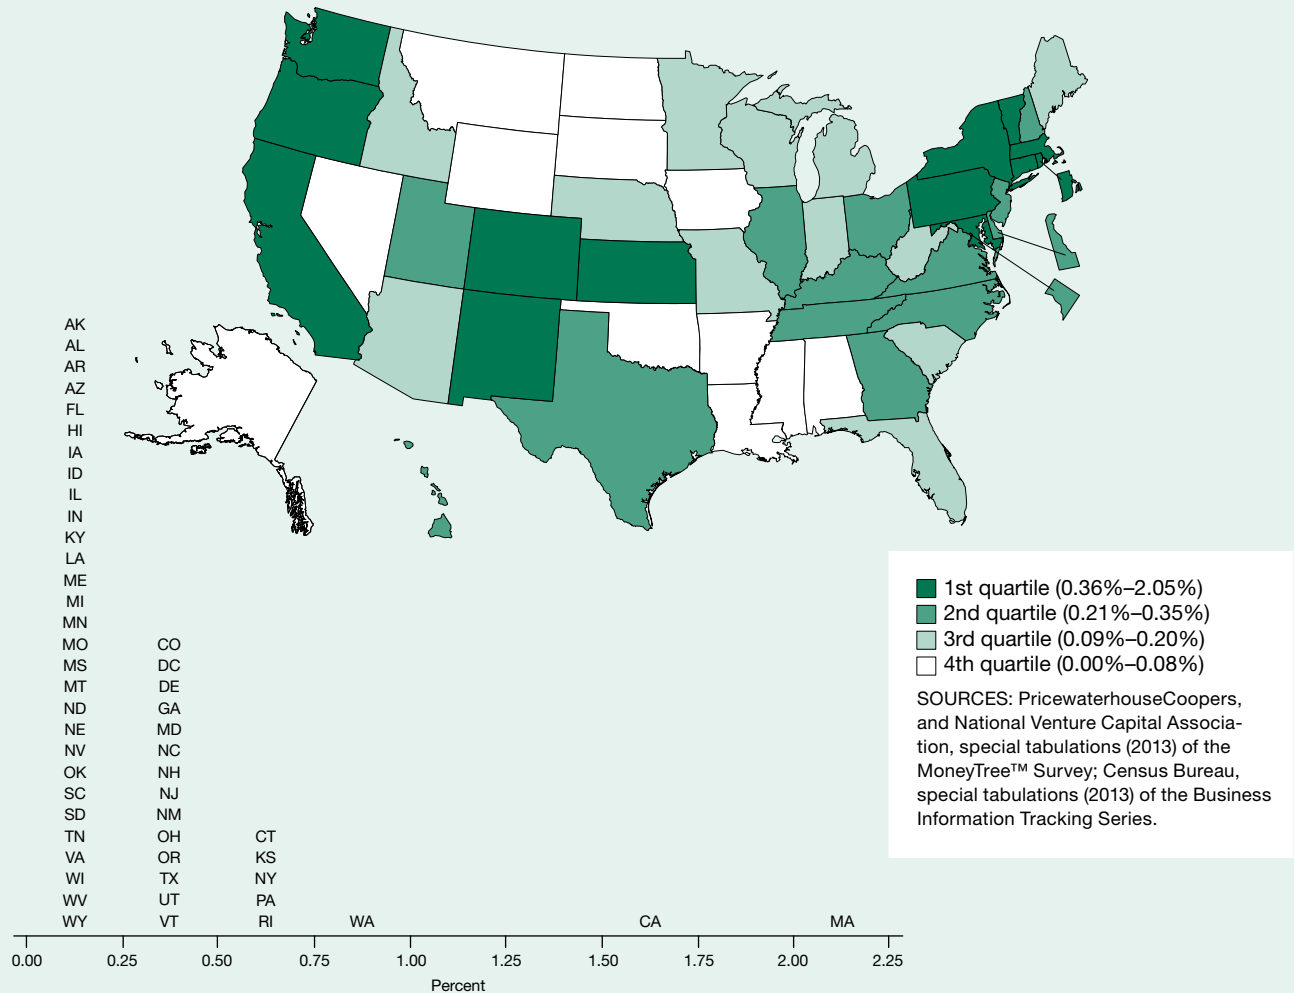 AK
AL
AR
AZ
FL
HI
IA
ID
IL
IN
KY
LA
ME
MI
MN
MO CO
MS DC
MT DE
ND GA
NE MD
NV NC
OK NH
SC NJ
SD NM
TN OH CT
VA OR KS
WI TX NY
WV UT PA
WY VT RI WA CA MA
0.00 0.25 0.50 0.75 1.00 1.25 1.50 1.75 2.00 2.25
Percent
1st quartile (0.36%–2.05%)
2nd quartile (0.21%–0.35%)
3rd quartile (0.09%–0.20%)
4th quartile (0.00%–0.08%)
SOURCES: PricewaterhouseCoopers,
and National Venture Capital Associa-
tion, special tabulations (2013) of the
MoneyTree™ Survey; Census Bureau,
special tabulations (2013) of the Business
Information Tracking Series.